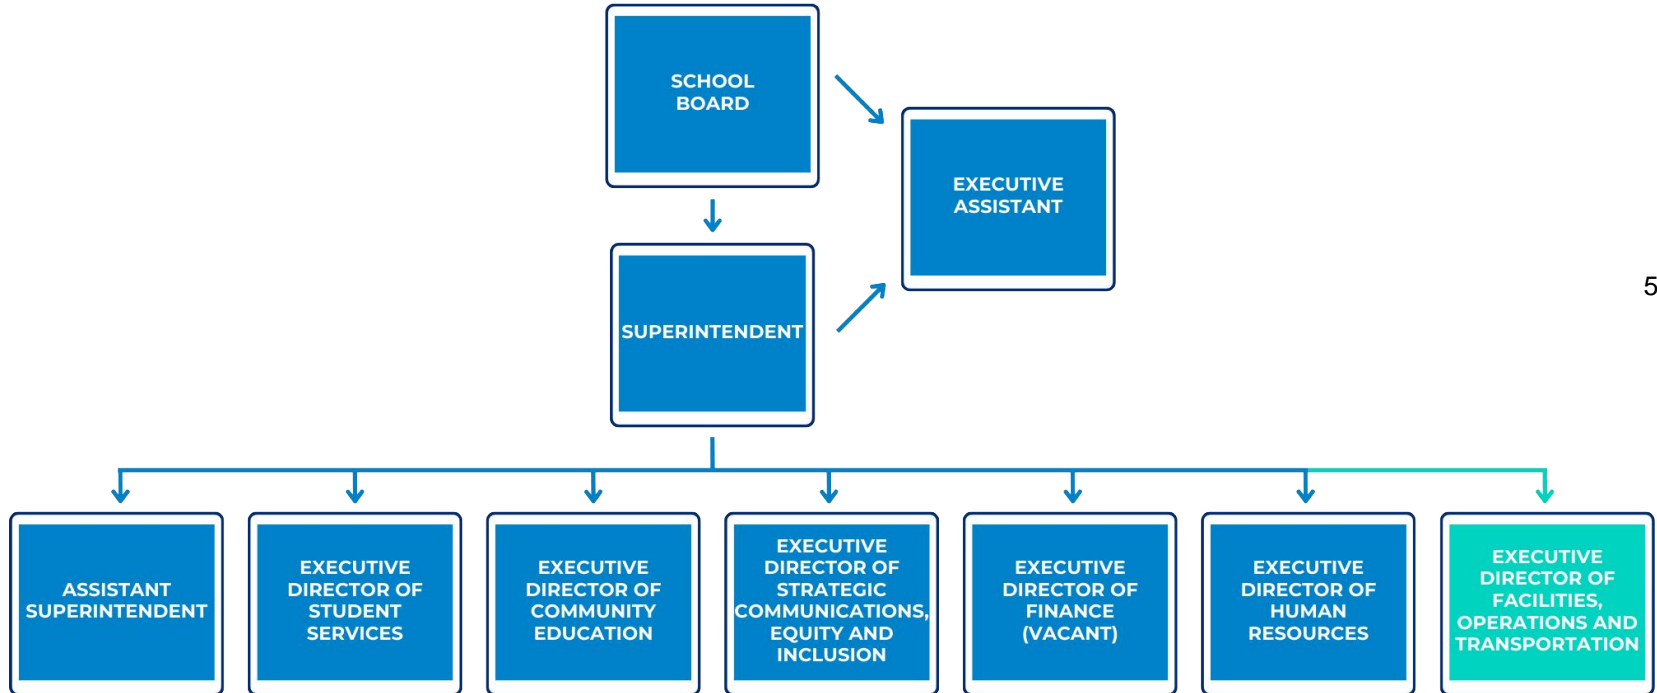 SCHOOL
BOARD
EXECUTIVE
ASSISTANT
5
SUPERINTENDENT
ASSISTANT
SUPERINTENDENT
EXECUTIVE
DIRECTOR OF
STUDENT
SERVICES
EXECUTIVE
DIRECTOR OF
COMMUNITY
EDUCATION
EXECUTIVE
DIRECTOR OF
STRATEGIC
COMMUNICATIONS,
EQUITY AND
INCLUSION
EXECUTIVE
DIRECTOR OF
FINANCE
(VACANT)
EXECUTIVE
DIRECTOR OF
HUMAN
RESOURCES
EXECUTIVE
DIRECTOR OF
FACILITIES,
OPERATIONS AND
TRANSPORTATION